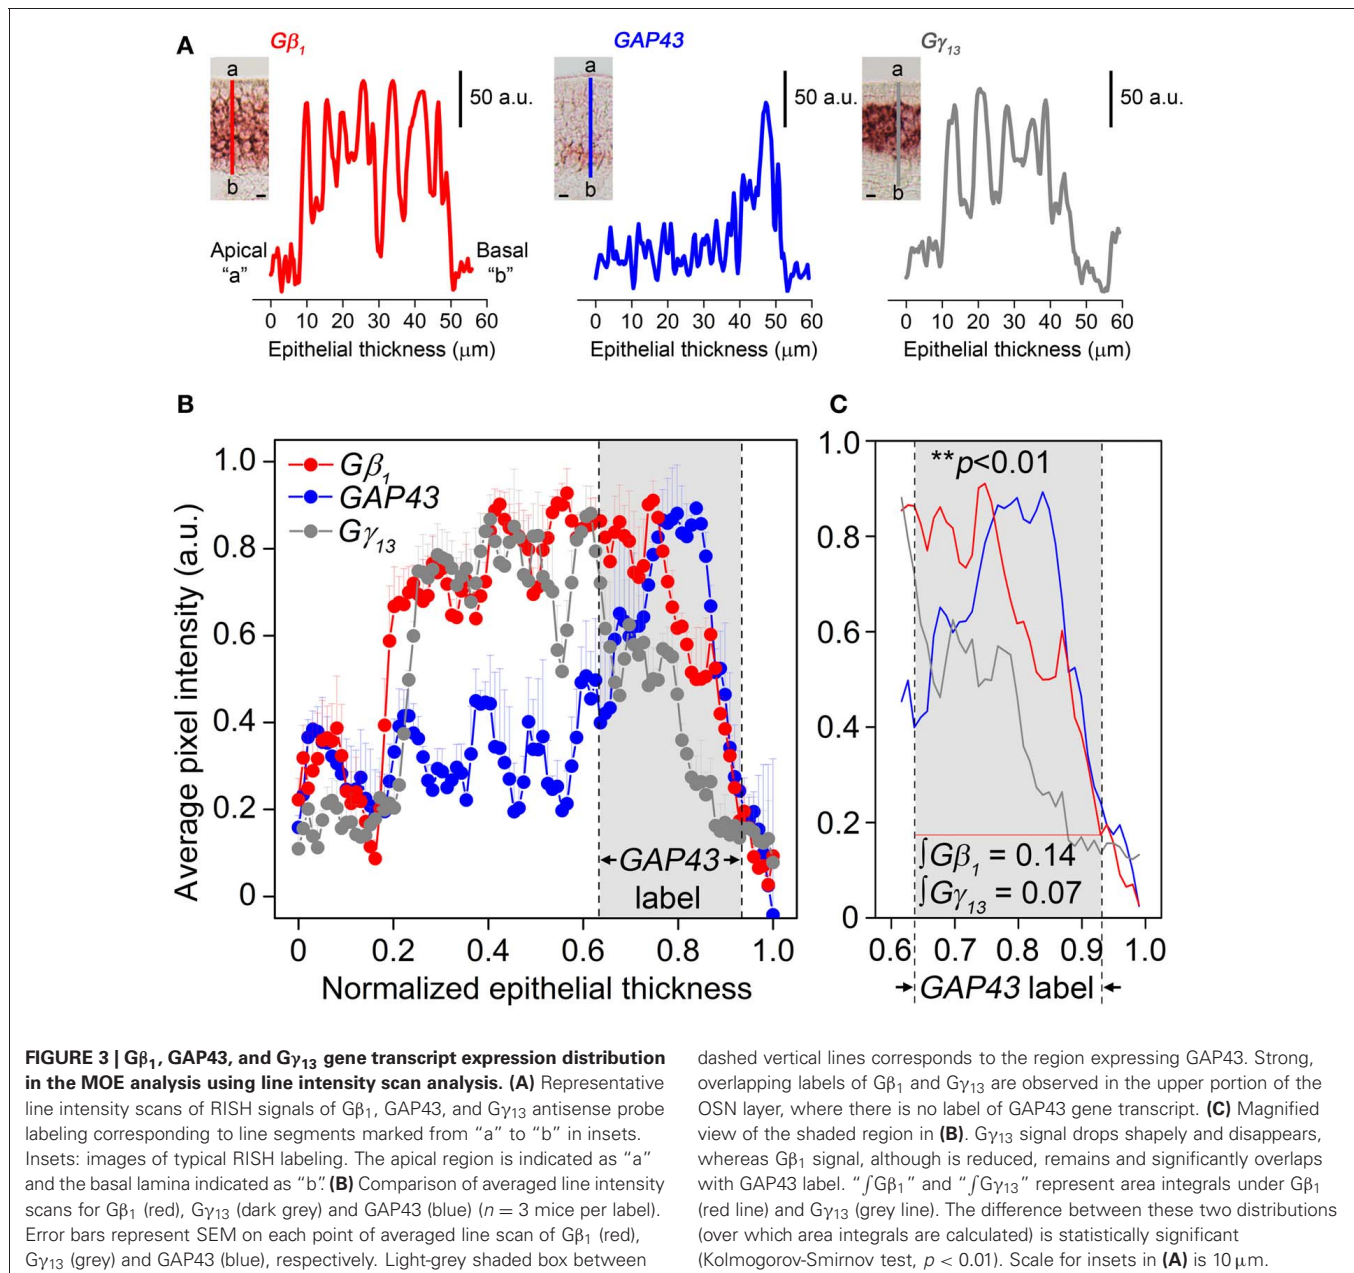 A
Gβ1
GAP43
Gγ13
a
b
50 a.u.
a
b
50 a.u.
a
b
50 a.u.
Apical
"a"
Basal
"b"
0 10 20 30 40 50 60
Epithelial thickness (μm)
0 10 20 30 40 50 60
Epithelial thickness (μm)
0 10 20 30 40 50 60
Epithelial thickness (μm)
B
1.0
0.8
0.6
0.4
0.2
0
Average pixel intensity (a.u.)
Gβ1
GAP43
Gγ13
GAP43
label
0 0.2 0.4 0.6 0.8 1.0
Normalized epithelial thickness
C
1.0
0.8
0.6
0.4
0.2
0
**p<0.01
∫Gβ1 = 0.14
∫Gγ13 = 0.07
0.6 0.7 0.8 0.9 1.0
GAP43 label
FIGURE 3 | Gβ1, GAP43, and Gγ13 gene transcript expression distribution
in the MOE analysis using line intensity scan analysis. (A) Representative
line intensity scans of RISH signals of Gβ1, GAP43, and Gγ13 antisense probe
labeling corresponding to line segments marked from "a" to "b" in insets.
Insets: images of typical RISH labeling. The apical region is indicated as "a"
and the basal lamina indicated as "b". (B) Comparison of averaged line intensity
scans for Gβ1 (red), Gγ13 (dark grey) and GAP43 (blue) (n = 3 mice per label).
Error bars represent SEM on each point of averaged line scan of Gβ1 (red),
Gγ13 (grey) and GAP43 (blue), respectively. Light-grey shaded box between
dashed vertical lines corresponds to the region expressing GAP43. Strong,
overlapping labels of Gβ1 and Gγ13 are observed in the upper portion of the
OSN layer, where there is no label of GAP43 gene transcript. (C) Magnified
view of the shaded region in (B). Gγ13 signal drops shapely and disappears,
whereas Gβ1 signal, although is reduced, remains and significantly overlaps
with GAP43 label. "∫Gβ1" and "∫Gγ13" represent area integrals under Gβ1
(red line) and Gγ13 (grey line). The difference between these two distributions
(over which area integrals are calculated) is statistically significant
(Kolmogorov-Smirnov test, p < 0.01). Scale for insets in (A) is 10 μm.